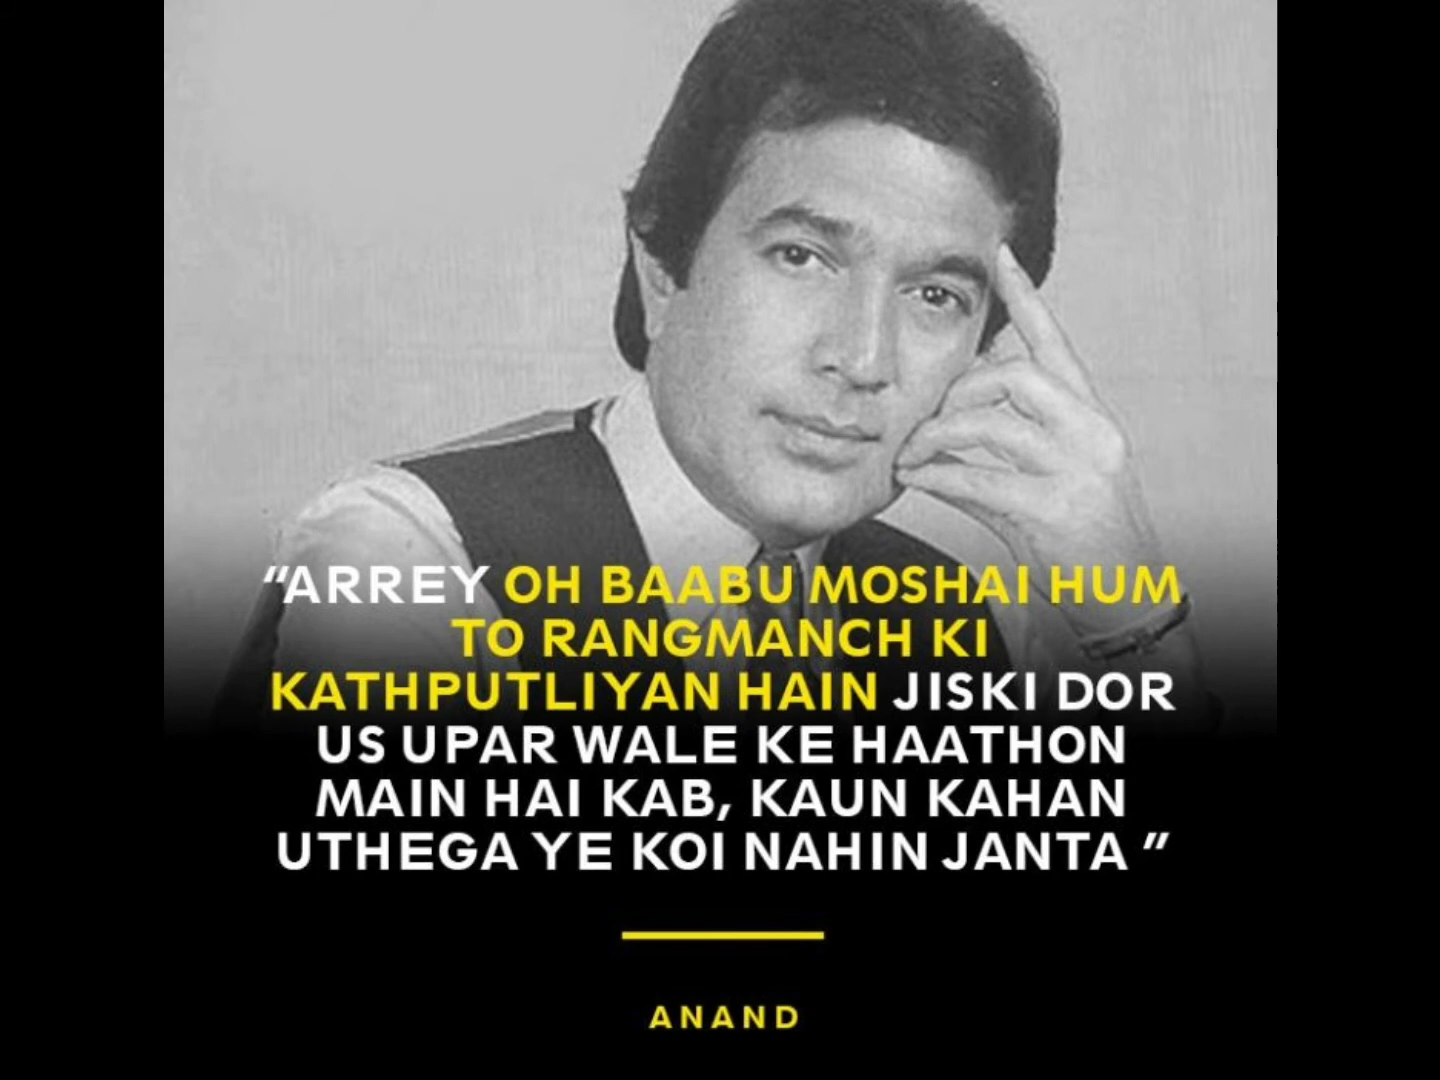 "ARREY OH BAABU MOSHAI HUM
TO RANGMANCH KI
KATHPUTLIYAN HAIN JISKI DOR
US UPAR WALE KE HAATHON
MAIN HAI KAB, KAUN KAHAN
UTHEGA YE KOI NAHIN JANTA "
ANAND